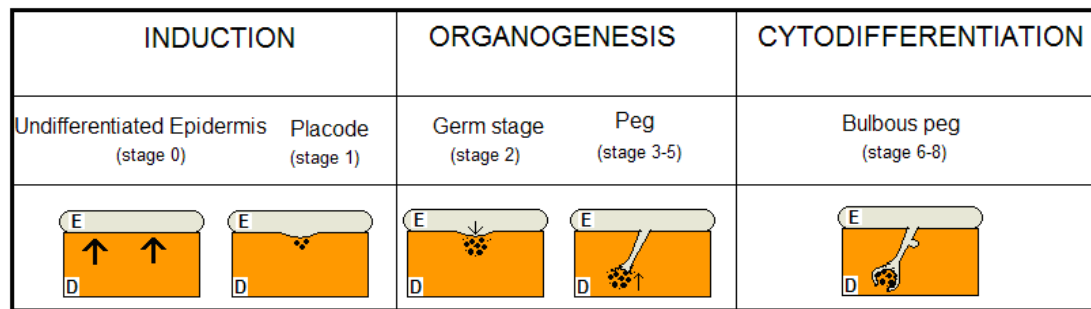 INDUCTION
ORGANOGENESIS
CYTODIFFERENTIATION
Undifferentiated Epidermis
(stage 0)
Placode
(stage 1)
Germ stage
(stage 2)
Peg
(stage 3-5)
Bulbous peg
(stage 6-8)
E
D
E
D
E
D
E
D
E
D